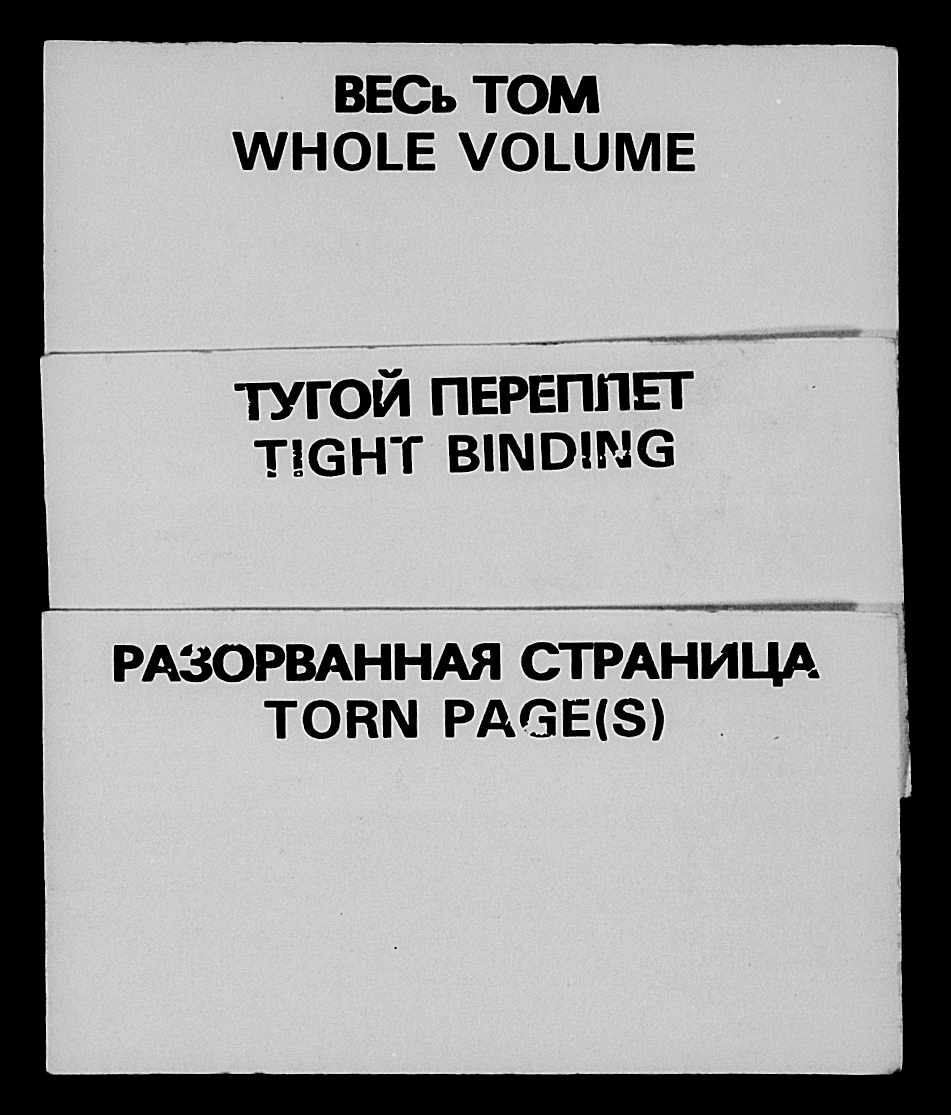 ВЕСЬ ТОМ
WHOLE VOLUME
ТУГОЙ ПЕРЕПЛЕТ
TIGHT BINDING
РАЗОРВАННАЯ СТРАНИЦА
TORN PAGE(S)